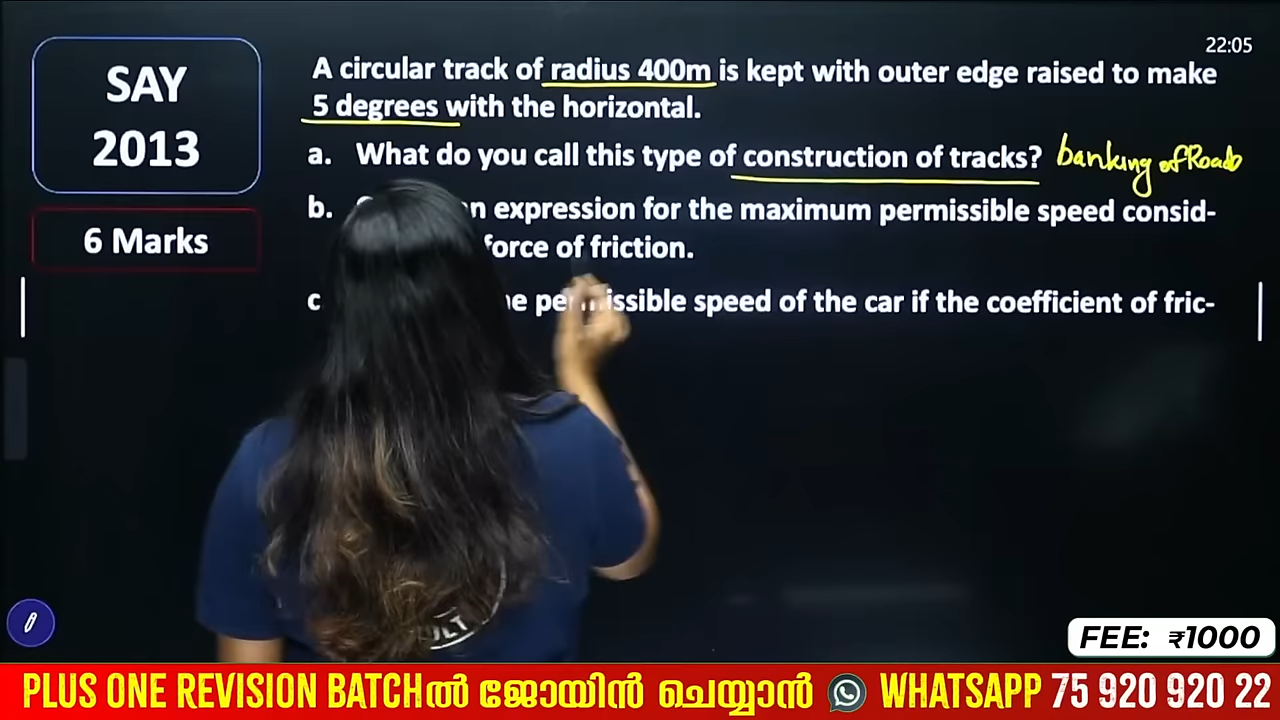 22:05
SAY
2013
6 Marks
A circular track of radius 400m is kept with outer edge raised to make
5 degrees with the horizontal.
a. What do you call this type of construction of tracks? banking of Roads
b. expression for the maximum permissible speed consid-
force of friction.
c permissible speed of the car if the coefficient of fric-
FEE: ₹1000
PLUS ONE REVISION BATCHൽ ജോയിൻ ചെയ്യാൻ WHATSAPP 75 920 920 22